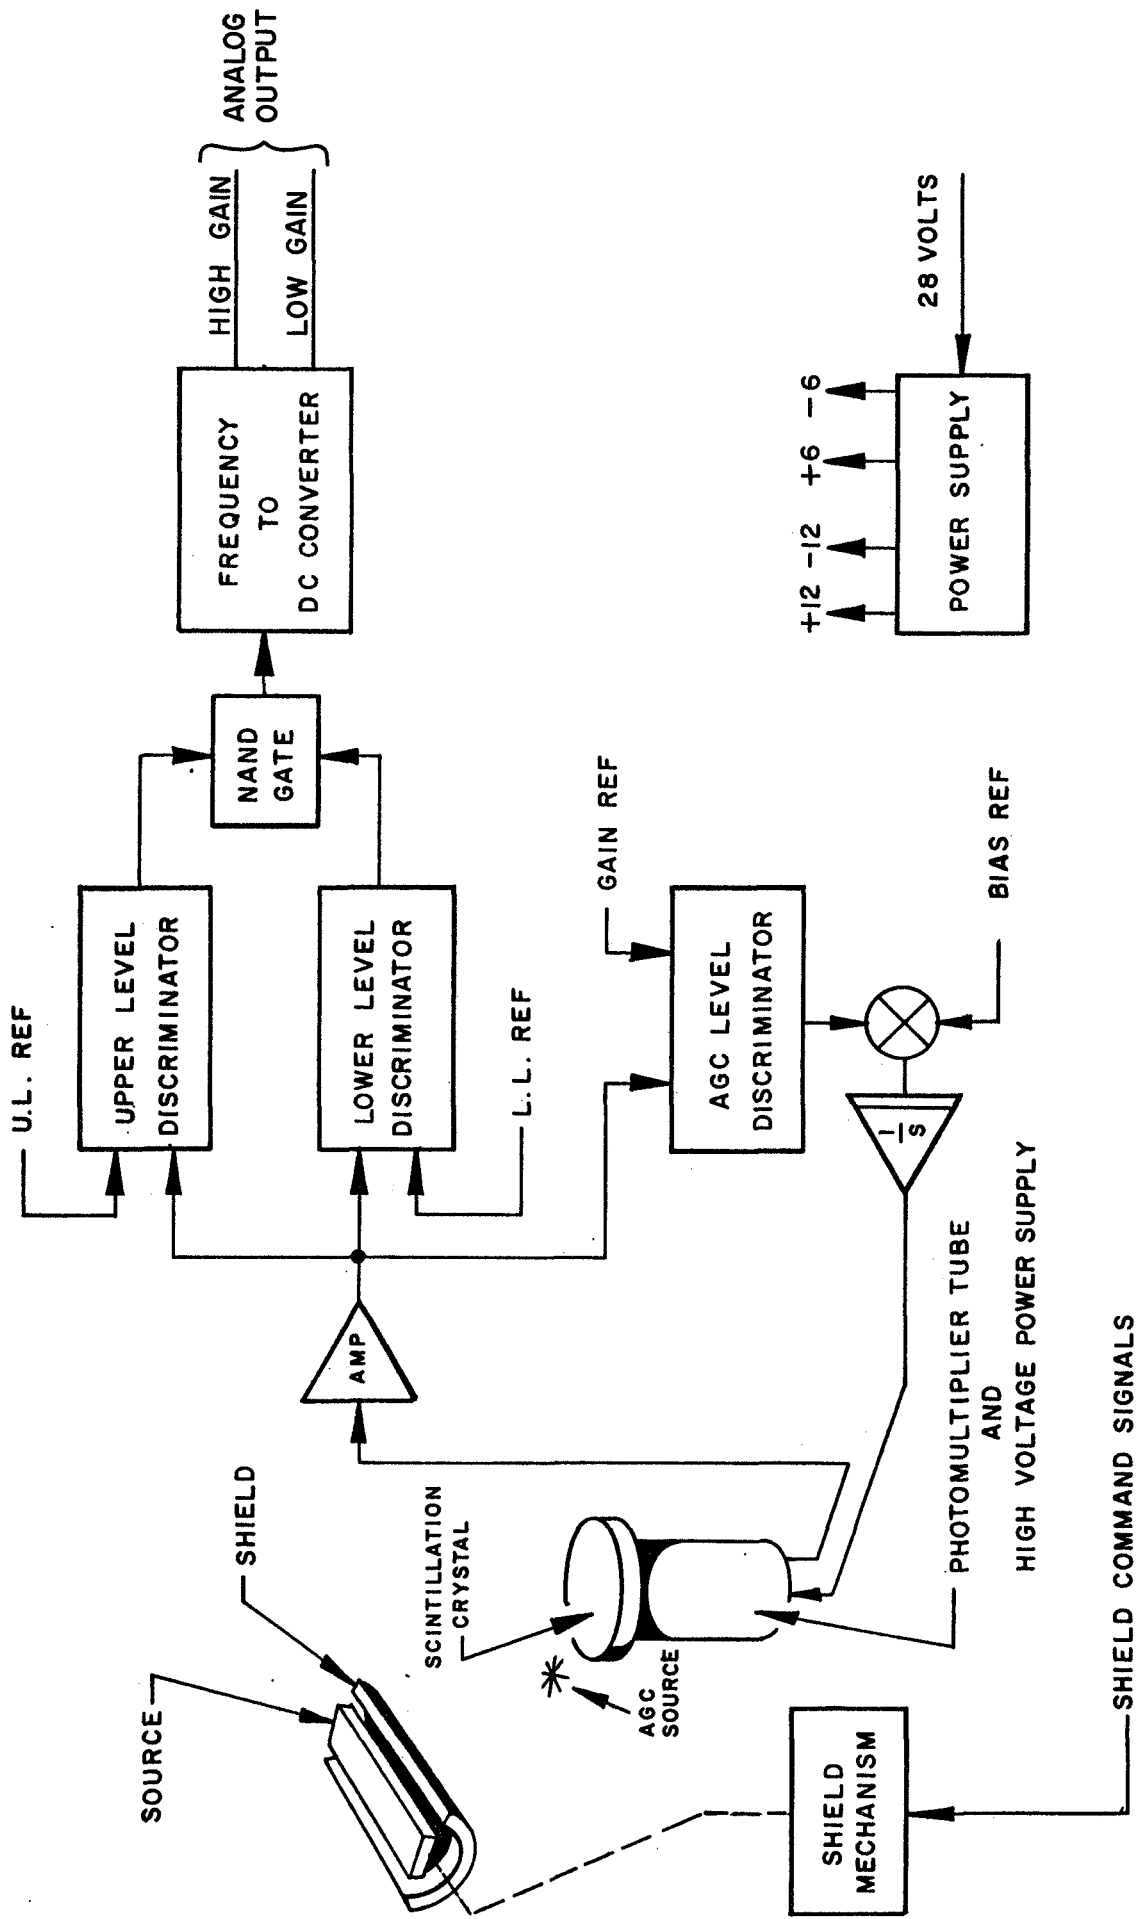 SOURCE
SHIELD
SCINTILLATION
CRYSTAL
AGC
SOURCE
SHIELD
MECHANISM
SHIELD COMMAND SIGNALS
PHOTOMULTIPLIER TUBE
AND
HIGH VOLTAGE POWER SUPPLY
AMP
U.L. REF
UPPER LEVEL
DISCRIMINATOR
LOWER LEVEL
DISCRIMINATOR
L.L. REF
GAIN REF
AGC LEVEL
DISCRIMINATOR
BIAS REF
1
S
NAND
GATE
FREQUENCY
TO
DC CONVERTER
HIGH GAIN
LOW GAIN
ANALOG
OUTPUT
+12 -12 +6 -6
POWER SUPPLY
28 VOLTS